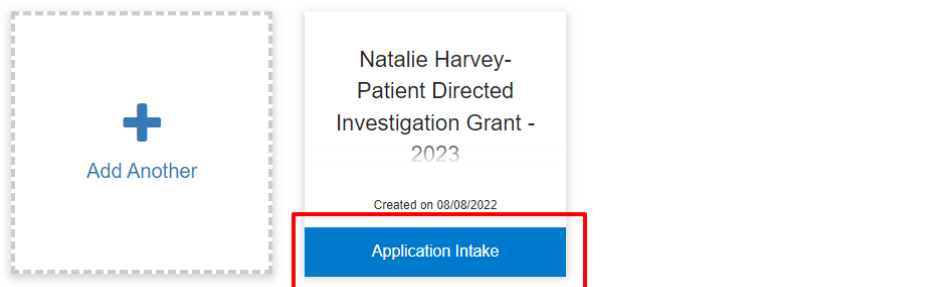 Add Another
Natalie Harvey-
Patient Directed
Investigation Grant -
2023
Created on 08/08/2022
Application Intake